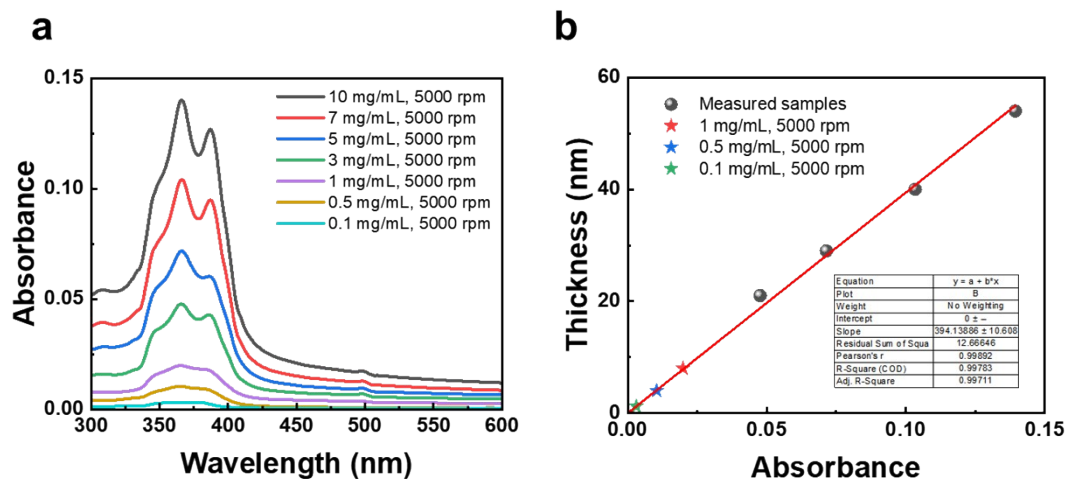 a
0.15
0.10
0.05
0.00
Absorbance
10 mg/mL, 5000 rpm
7 mg/mL, 5000 rpm
5 mg/mL, 5000 rpm
3 mg/mL, 5000 rpm
1 mg/mL, 5000 rpm
0.5 mg/mL, 5000 rpm
0.1 mg/mL, 5000 rpm
300 350 400 450 500 550 600
Wavelength (nm)
b
60
40
20
0
Thickness (nm)
Measured samples
1 mg/mL, 5000 rpm
0.5 mg/mL, 5000 rpm
0.1 mg/mL, 5000 rpm
Equation y = a + b*x
Plot B
Weight No Weighting
Intercept 0 ± --
Slope 394.13886 ± 10.608
Residual Sum of Squa 12.66646
Pearson's r 0.99892
R-Square (COD) 0.99783
Adj. R-Square 0.99711
0.00 0.05 0.10 0.15
Absorbance